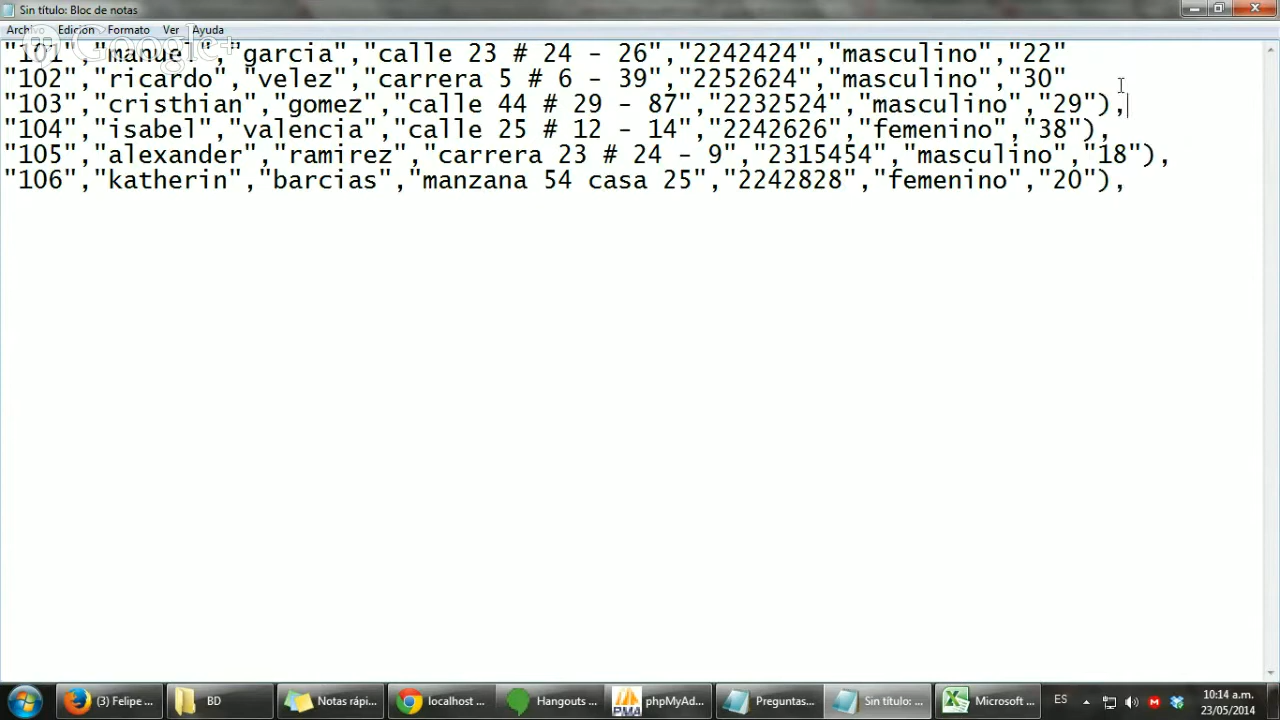 Sin título: Bloc de notas
Archivo Edición Formato Ver Ayuda
Google+
"101","manuel","garcia","calle 23 # 24 - 26","2242424","masculino","22"
"102","ricardo","velez","carrera 5 # 6 - 39","2252624","masculino","30"
"103","cristhian","gomez","calle 44 # 29 - 87","2232524","masculino","29"),
"104","isabel","valencia","calle 25 # 12 - 14","2242626","femenino","38"),
"105","alexander","ramirez","carrera 23 # 24 - 9","2315454","masculino","18"),
"106","katherin","barcias","manzana 54 casa 25","2242828","femenino","20"),
(3) Felipe ... BD Notas rápi... localhost ... Hangouts ... PMA phpMyAd... Preguntas... Sin título: ... Microsoft ... ES 10:14 a.m.
23/05/2014